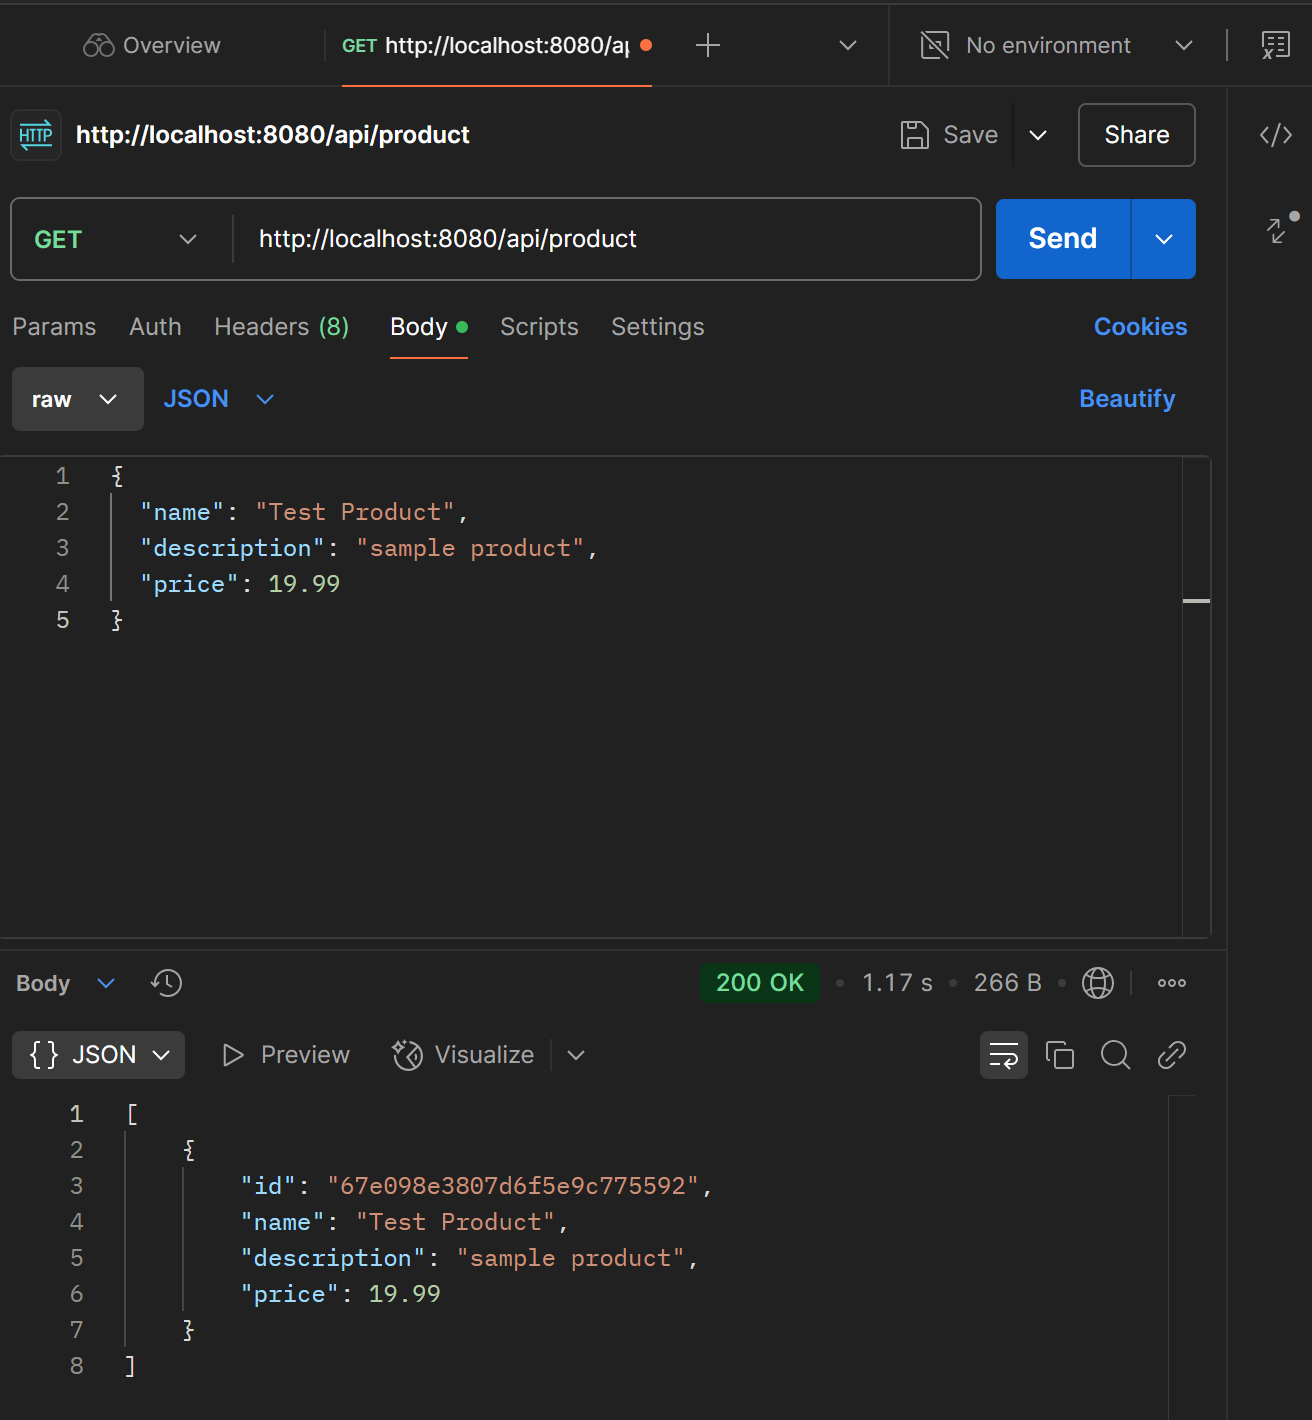 Overview
GET http://localhost:8080/ap
No environment
HTTP http://localhost:8080/api/product
Save
Share
GET
http://localhost:8080/api/product
Send
Params Auth Headers (8) Body Scripts Settings Cookies
raw JSON Beautify
1 {
2 "name": "Test Product",
3 "description": "sample product",
4 "price": 19.99
5 }
Body 200 OK • 1.17 s • 266 B
{} JSON Preview Visualize
1 [
2 {
3 "id": "67e098e3807d6f5e9c775592",
4 "name": "Test Product",
5 "description": "sample product",
6 "price": 19.99
7 }
8 ]